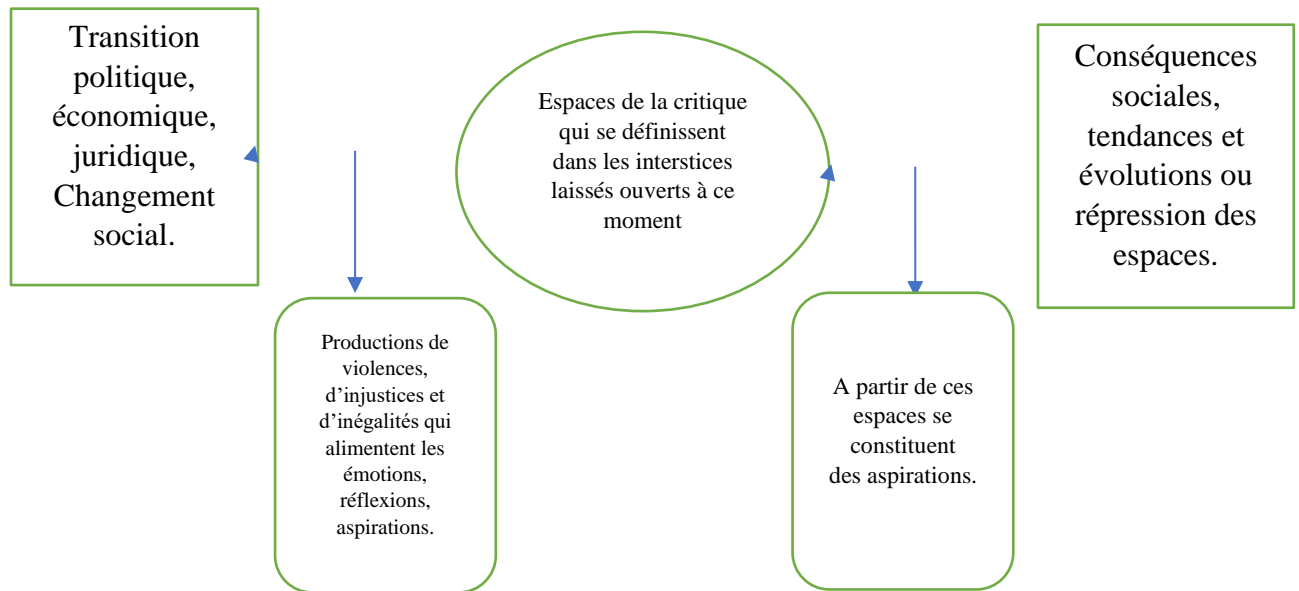 Transition
politique,
économique,
juridique,
Changement
social.
Productions de
violences,
d’injustices et
d’inégalités qui
alimentent les
émotions,
réflexions,
aspirations.
Espaces de la critique
qui se définissent
dans les interstices
laissés ouverts à ce
moment
A partir de ces
espaces se
constituent
des aspirations.
Conséquences
sociales,
tendances et
évolutions ou
répression des
espaces.